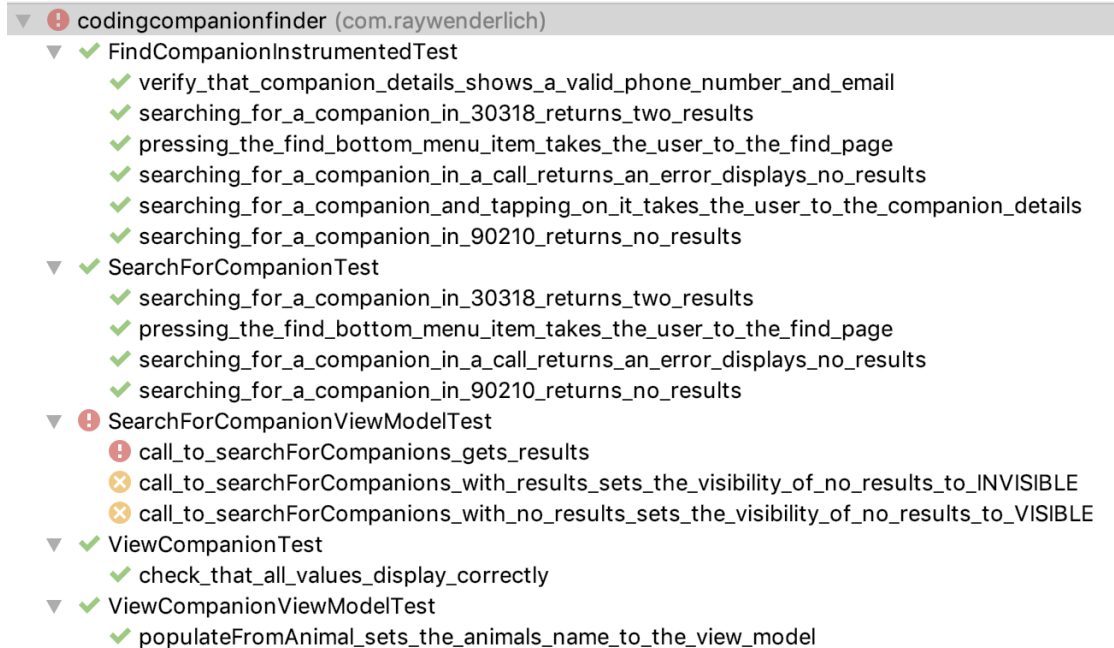 codingcompanionfinder (com.raywenderlich)
FindCompanionInstrumentedTest
verify_that_companion_details_shows_a_valid_phone_number_and_email
searching_for_a_companion_in_30318_returns_two_results
pressing_the_find_bottom_menu_item_takes_the_user_to_the_find_page
searching_for_a_companion_in_a_call_returns_an_error_displays_no_results
searching_for_a_companion_and_tapping_on_it_takes_the_user_to_the_companion_details
searching_for_a_companion_in_90210_returns_no_results
SearchForCompanionTest
searching_for_a_companion_in_30318_returns_two_results
pressing_the_find_bottom_menu_item_takes_the_user_to_the_find_page
searching_for_a_companion_in_a_call_returns_an_error_displays_no_results
searching_for_a_companion_in_90210_returns_no_results
SearchForCompanionViewModelTest
call_to_searchForCompanions_gets_results
call_to_searchForCompanions_with_results_sets_the_visibility_of_no_results_to_INVISIBLE
call_to_searchForCompanions_with_no_results_sets_the_visibility_of_no_results_to_VISIBLE
ViewCompanionTest
check_that_all_values_display_correctly
ViewCompanionViewModelTest
populateFromAnimal_sets_the_animals_name_to_the_view_model